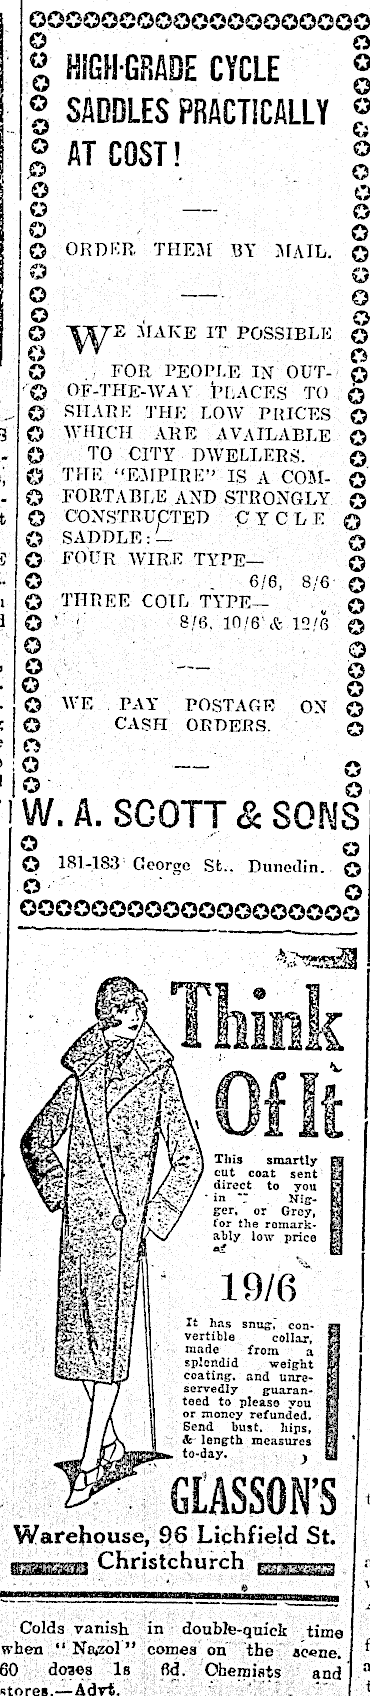 HIGH-GRADE CYCLE
SADDLES PRACTICALLY
AT COST!
ORDER THEM BY MAIL.
WE MAKE IT POSSIBLE
FOR PEOPLE IN OUT-
OF-THE-WAY PLACES TO
SHARE THE LOW PRICES
WHICH ARE AVAILABLE
TO CITY DWELLERS.
THE "EMPIRE" IS A COM-
FORTABLE AND STRONGLY
CONSTRUCTED CYCLE
SADDLE:—
FOUR WIRE TYPE—
6/6, 8/6
THREE COIL TYPE—
8/6, 10/6 & 12/6
WE PAY POSTAGE ON
CASH ORDERS.
W. A. SCOTT & SONS
181-183 George St., Dunedin.
Think
Of It
This smartly
cut coat sent
direct to you
in Nig-
ger, or Grey,
for the remark-
ably low price
19/6
It has snug, con-
vertible collar,
made from a
splendid weight
coating, and unre-
servedly guaran-
teed to please you
or money refunded.
Send bust, hips,
& length measures
to-day.
GLASSON'S
Warehouse, 96 Lichfield St.
Christchurch
Colds vanish in double-quick time
when "Nazol" comes on the scene.
60 doses 1s 6d. Chemists and
stores.—Advt.